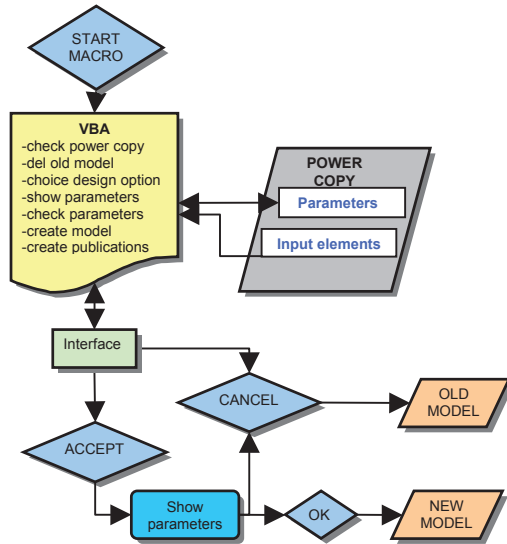 START
MACRO
VBA
-check power copy
-del old model
-choice design option
-show parameters
-check parameters
-create model
-create publications
POWER
COPY
Parameters
Input elements
Interface
CANCEL
OLD
MODEL
ACCEPT
Show
parameters
OK
NEW
MODEL